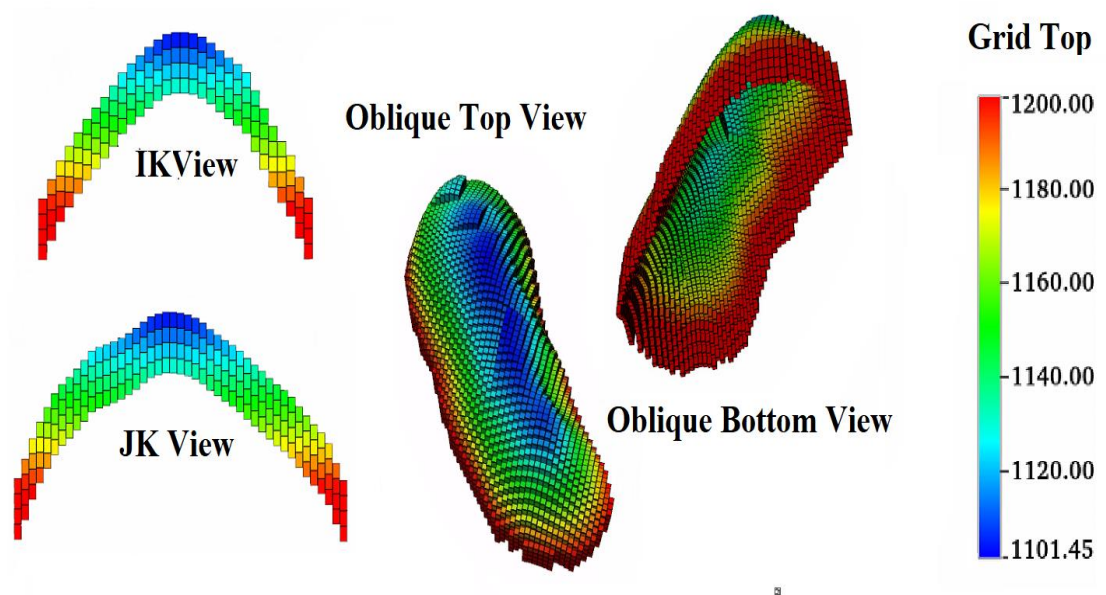 IKView
JK View
Oblique Top View
Oblique Bottom View
Grid Top
1200.00
1180.00
1160.00
1140.00
1120.00
1101.45